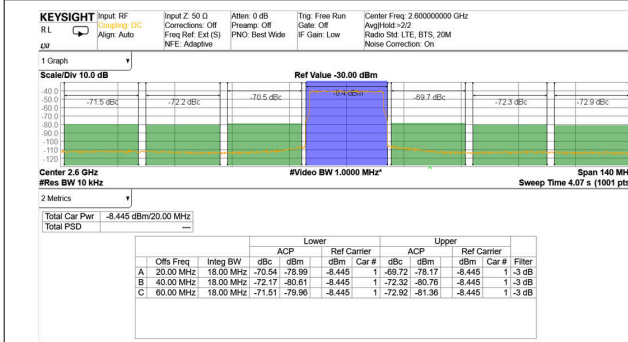 KEYSIGHT Input: RF Input Z: 50 Ω Atten: 0 dB Trig: Free Run Center Freq: 2.600000000 GHz
RL Coupling: DC Corrections: Off Preamp: Off Gate: Off Avg|Hold:>2/2
Align: Auto Freq Ref: Ext (S) PNO: Best Wide IF Gain: Low Radio Std: LTE, BTS, 20M
NFE: Adaptive Noise Correction: On
1 Graph
Scale/Div 10.0 dB Ref Value -30.00 dBm
-40.0
-50.0 -71.5 dBc -72.2 dBc -70.5 dBc -69.7 dBc -72.3 dBc -72.9 dBc
-60.0
-70.0
-80.0
-90.0
-100
-110
-120
Center 2.6 GHz #Video BW 1.0000 MHz* Span 140 MH
#Res BW 10 kHz Sweep Time 4.07 s (1001 pts
2 Metrics
Total Car Pwr -8.445 dBm/20.00 MHz
Total PSD ---
Lower Upper
ACP Ref Carrier ACP Ref Carrier
Offs Freq Integ BW dBc dBm dBm Car # dBc dBm dBm Car # Filter
A 20.00 MHz 18.00 MHz -70.54 -78.99 -8.445 1 -69.72 -78.17 -8.445 1 -3 dB
B 40.00 MHz 18.00 MHz -72.17 -80.61 -8.445 1 -72.32 -80.76 -8.445 1 -3 dB
C 60.00 MHz 18.00 MHz -71.51 -79.96 -8.445 1 -72.92 -81.36 -8.445 1 -3 dB